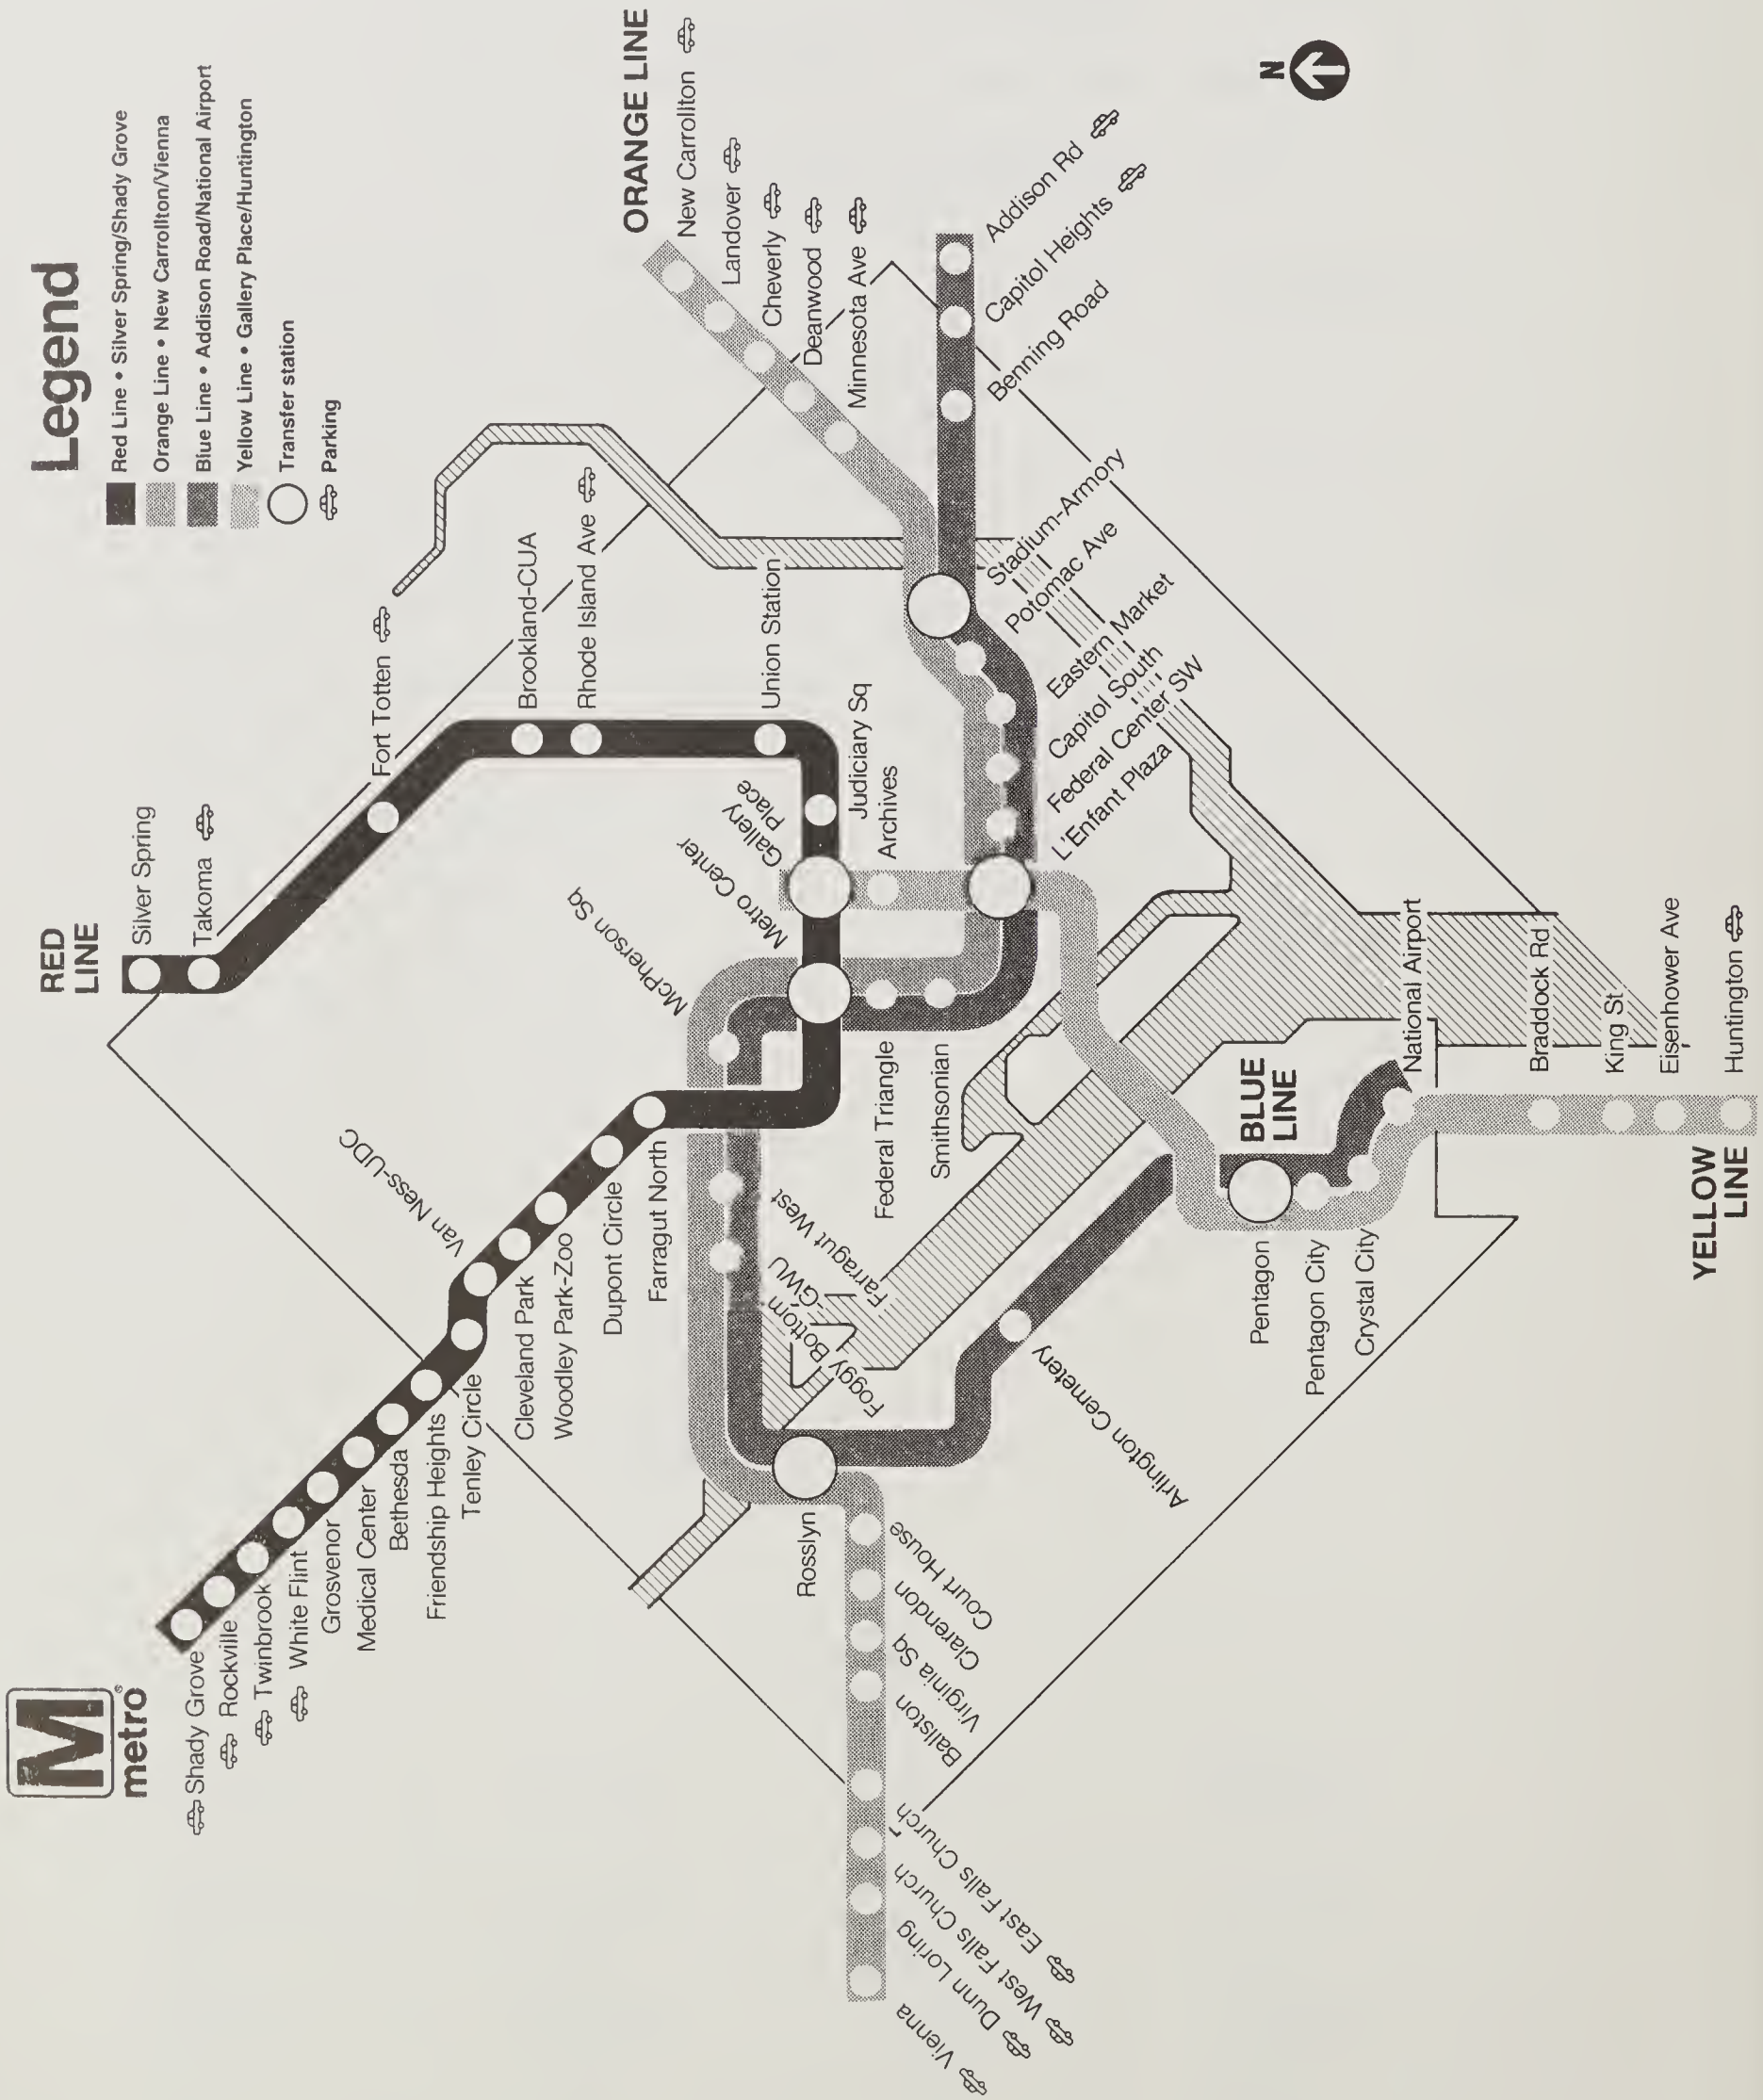 M
metro®
Legend
Red Line • Silver Spring/Shady Grove
Orange Line • New Carrollton/Vienna
Blue Line • Addison Road/National Airport
Yellow Line • Gallery Place/Huntington
Transfer station
Parking
N
RED
LINE
Silver Spring
Takoma
Fort Totten
Brookland-CUA
Rhode Island Ave
Union Station
Judiciary Sq
Gallery
Place
Metro Center
Farragut North
Dupont Circle
Woodley Park-Zoo
Cleveland Park
Van Ness-UDC
Tenley Circle
Friendship Heights
Bethesda
Medical Center
Grosvenor
White Flint
Twinbrook
Rockville
Shady Grove
ORANGE LINE
New Carrollton
Landover
Cheverly
Deanwood
Minnesota Ave
Addison Rd
Capitol Heights
Benning Road
Stadium-Armory
Potomac Ave
Eastern Market
Capitol South
Federal Center SW
L'Enfant Plaza
Archives
Smithsonian
Federal Triangle
McPherson Sq
Farragut West
Foggy Bottom
-GWU
Rosslyn
Court House
Clarendon
Virginia Sq
Ballston
East Falls Church
West Falls Church
Dunn Loring
Vienna
Arlington Cemetery
BLUE
LINE
Pentagon
Pentagon City
Crystal City
National Airport
Braddock Rd
King St
Eisenhower Ave
Huntington
YELLOW
LINE